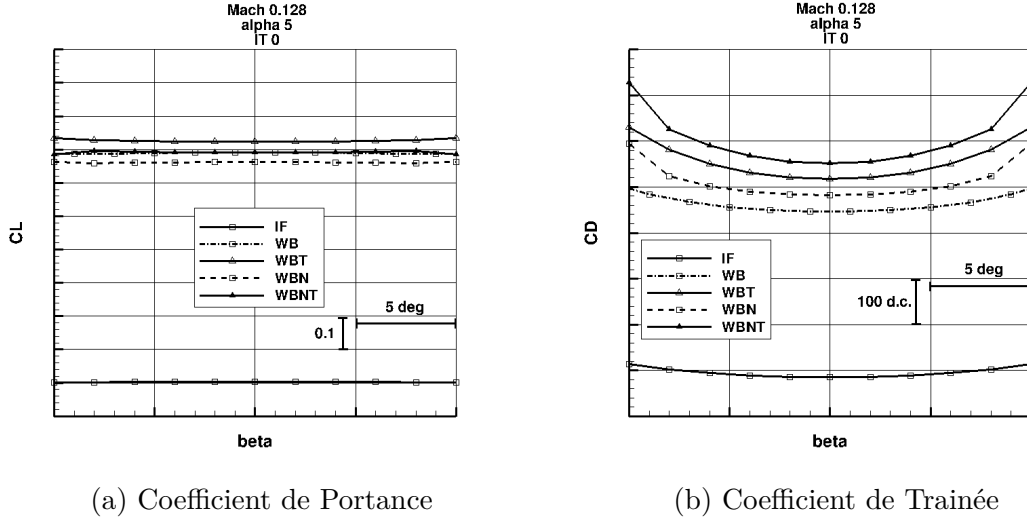 Mach 0.128
alpha 5
IT 0
CL
IF
WB
WBT
WBN
WBNT
5 deg
0.1
beta
(a) Coefficient de Portance
Mach 0.128
alpha 5
IT 0
CD
IF
WB
WBT
WBN
WBNT
5 deg
100 d.c.
beta
(b) Coefficient de Trainée